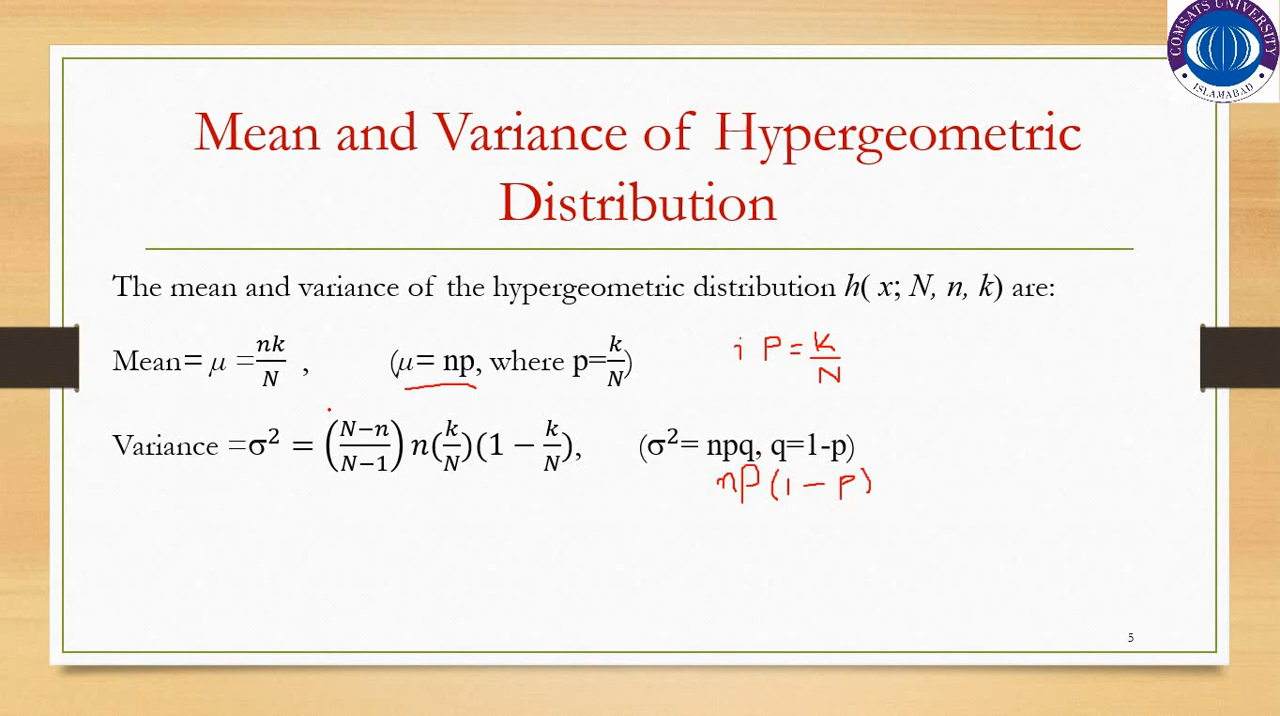 COMSATS UNIVERSITY
ISLAMABAD
Mean and Variance of Hypergeometric
Distribution
The mean and variance of the hypergeometric distribution h( x; N, n, k) are:
Mean= μ =nk/N , (μ= np, where p=k/N) i P = K/N
Variance =σ² = ((N−n)/(N−1)) n(k/N)(1 − k/N), (σ²= npq, q=1-p)
np (1 − p)
5